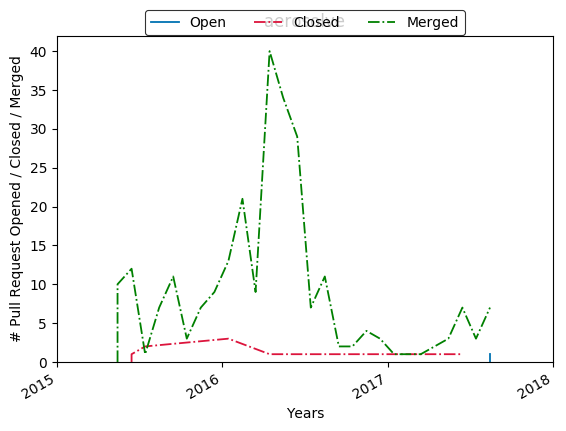 aerosolve
Open Closed Merged
# Pull Request Opened / Closed / Merged
40
35
30
25
20
15
10
5
0
2015 2016 2017 2018
Years